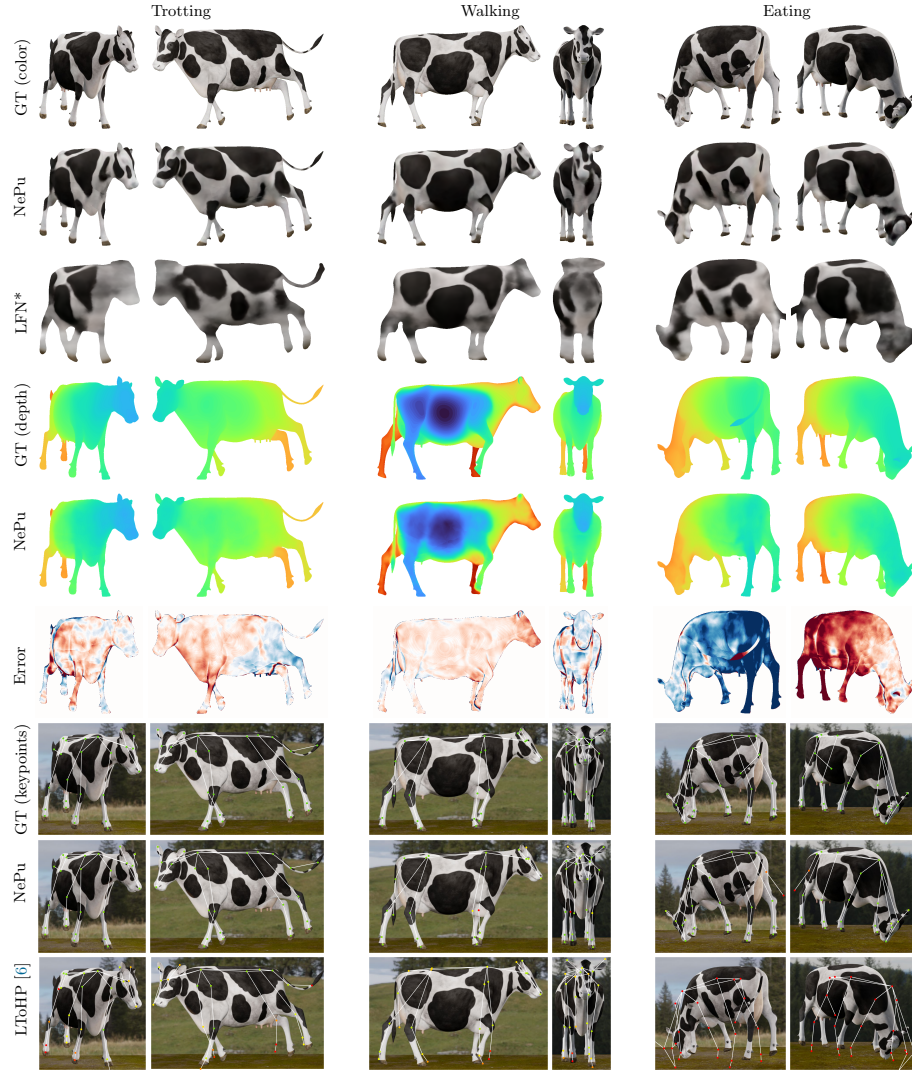 Trotting
Walking
Eating
GT (color)
NePu
LFN*
GT (depth)
NePu
Error
GT (keypoints)
NePu
LToHP [6]